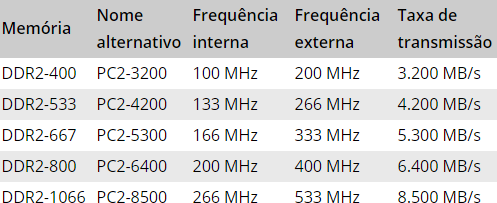 Memória Nome alternativo Frequência interna Frequência externa Taxa de transmissão
DDR2-400 PC2-3200 100 MHz 200 MHz 3.200 MB/s
DDR2-533 PC2-4200 133 MHz 266 MHz 4.200 MB/s
DDR2-667 PC2-5300 166 MHz 333 MHz 5.300 MB/s
DDR2-800 PC2-6400 200 MHz 400 MHz 6.400 MB/s
DDR2-1066 PC2-8500 266 MHz 533 MHz 8.500 MB/s